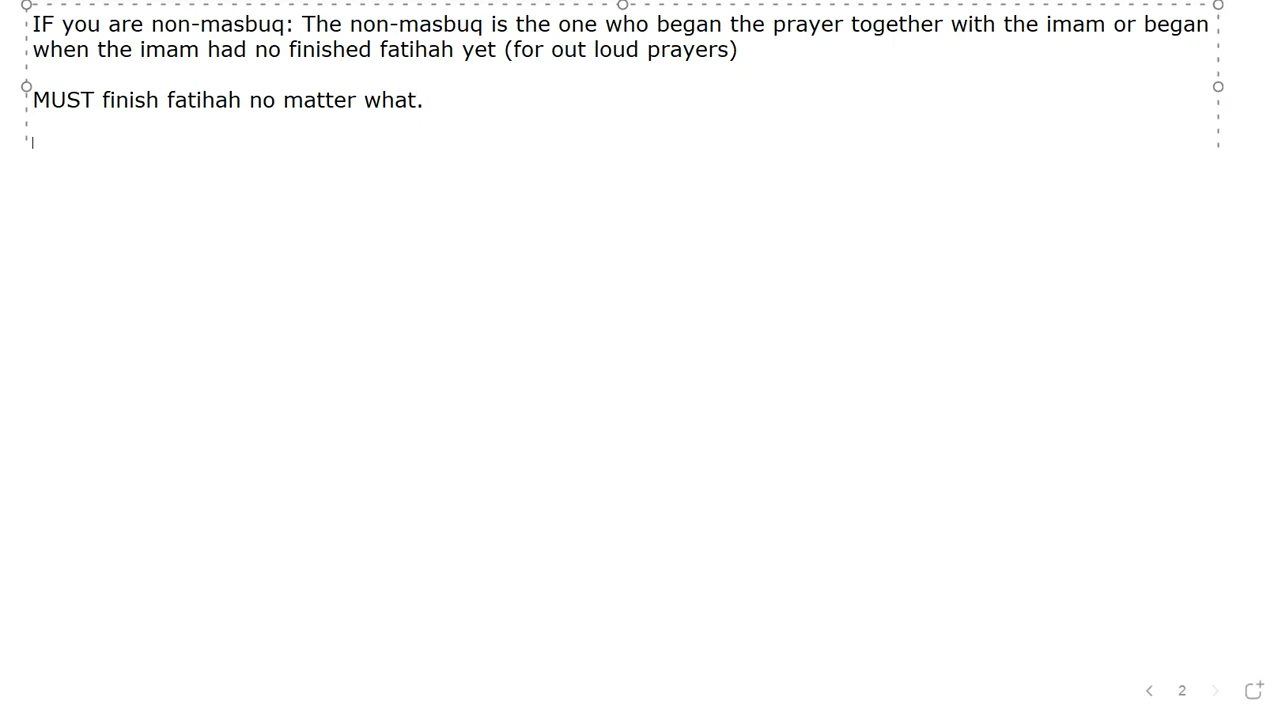 IF you are non-masbuq: The non-masbuq is the one who began the prayer together with the imam or began
when the imam had no finished fatihah yet (for out loud prayers)
MUST finish fatihah no matter what.
2